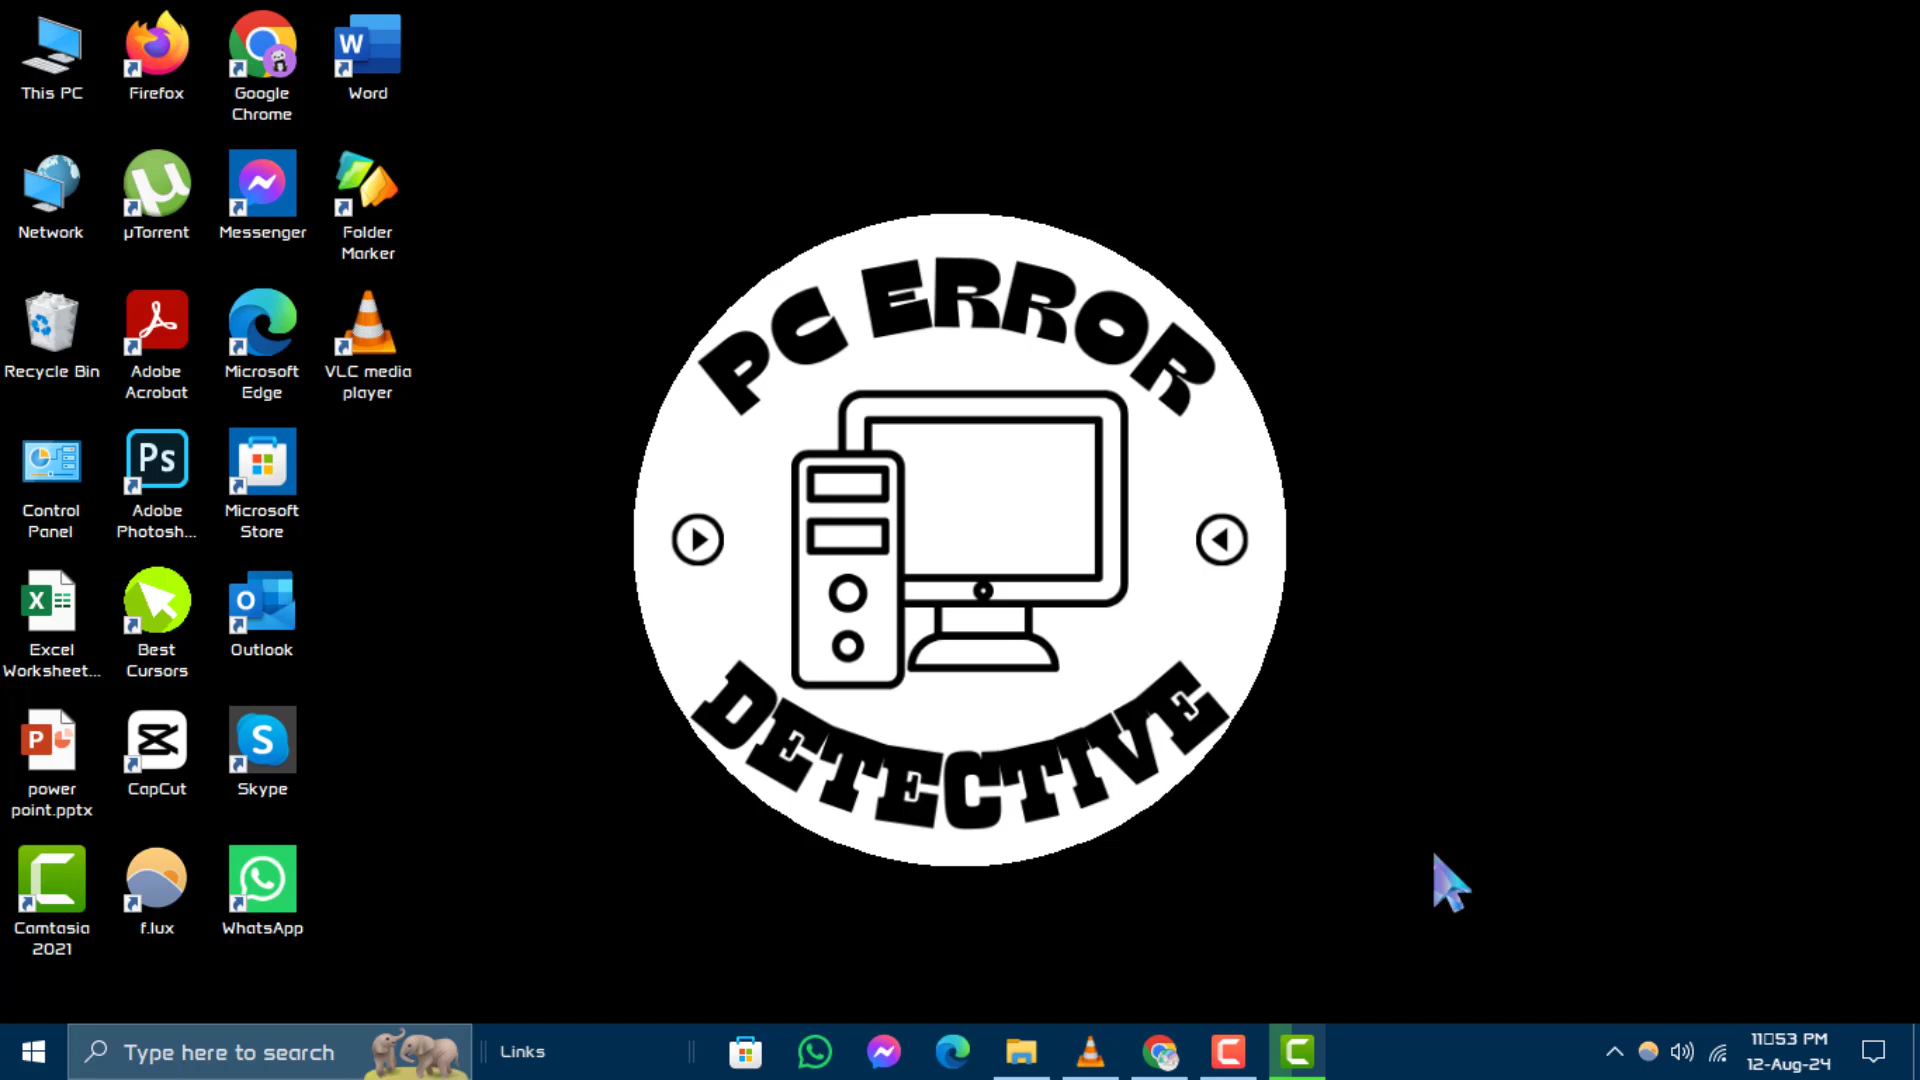 This PC
Firefox
Google
Chrome
Word
Network
µTorrent
Messenger
Folder
Marker
Recycle Bin
Adobe
Acrobat
Microsoft
Edge
VLC media
player
Control
Panel
Adobe
Photosh...
Microsoft
Store
Excel
Worksheet...
Best
Cursors
Outlook
power
point.pptx
CapCut
Skype
Camtasia
2021
f.lux
WhatsApp
PC ERROR
DETECTIVE
Type here to search
Links
11□53 PM
12-Aug-24